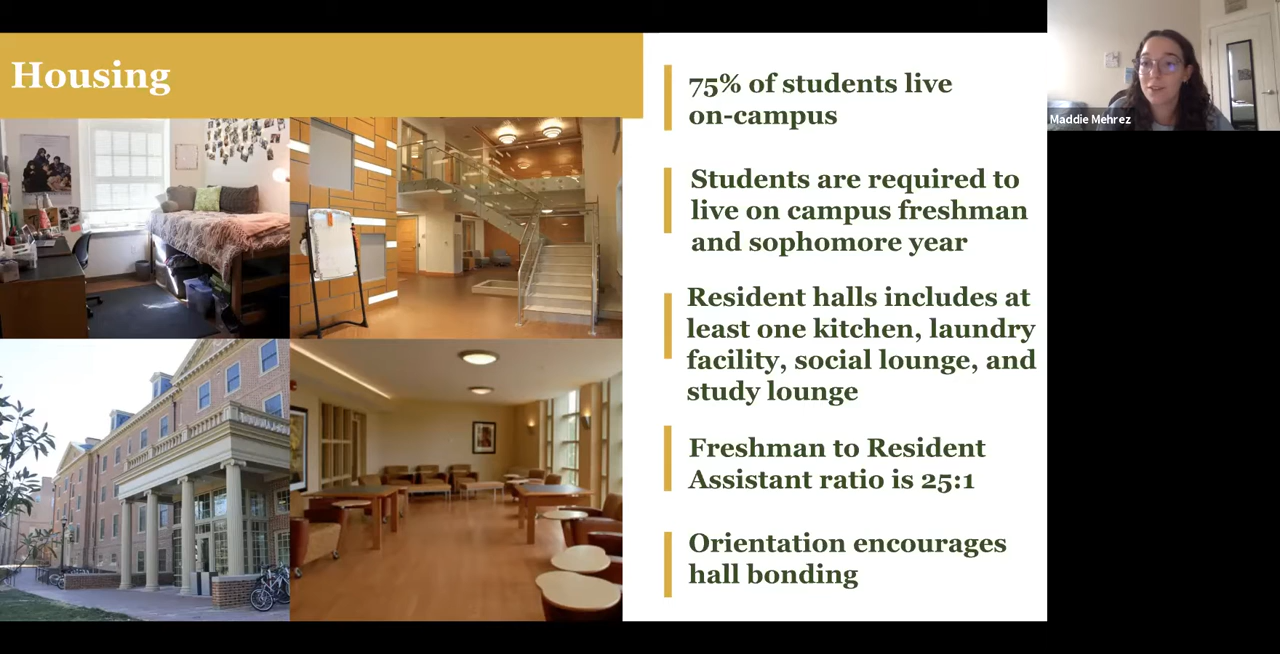 Housing
75% of students live
on-campus
Students are required to
live on campus freshman
and sophomore year
Resident halls includes at
least one kitchen, laundry
facility, social lounge, and
study lounge
Freshman to Resident
Assistant ratio is 25:1
Orientation encourages
hall bonding
Maddie Mehrez